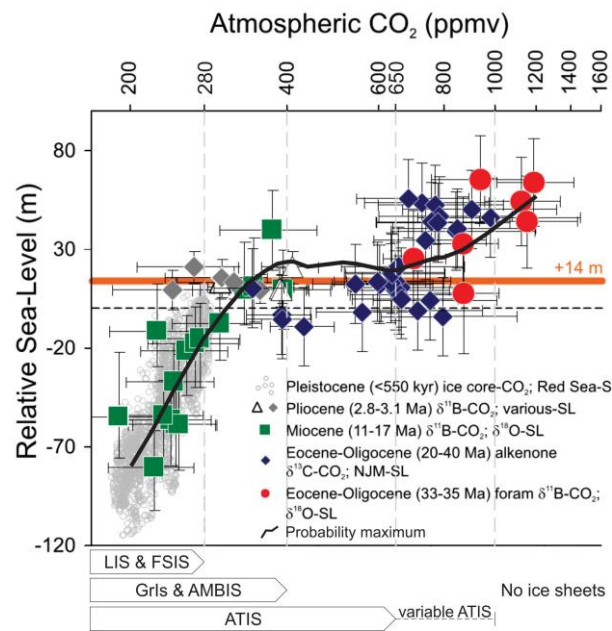 Atmospheric CO₂ (ppmv)
200
280
400
600
650
1000
1200
1400
1600
Relative Sea-Level (m)
80
30
-20
-70
-120
+14 m
Pleistocene (<550 kyr) ice core-CO₂; Red Sea-S
Pliocene (2.8-3.1 Ma) δ¹¹B-CO₂; various-SL
Miocene (11-17 Ma) δ¹¹B-CO₂; δ¹⁸O-SL
Eocene-Oligocene (20-40 Ma) alkenone
δ¹³C-CO₂; NJM-SL
Eocene-Oligocene (33-35 Ma) foram δ¹¹B-CO₂;
δ¹⁸O-SL
Probability maximum
LIS & FSIS
GrIs & AMBIS
No ice sheets
ATIS
variable ATIS